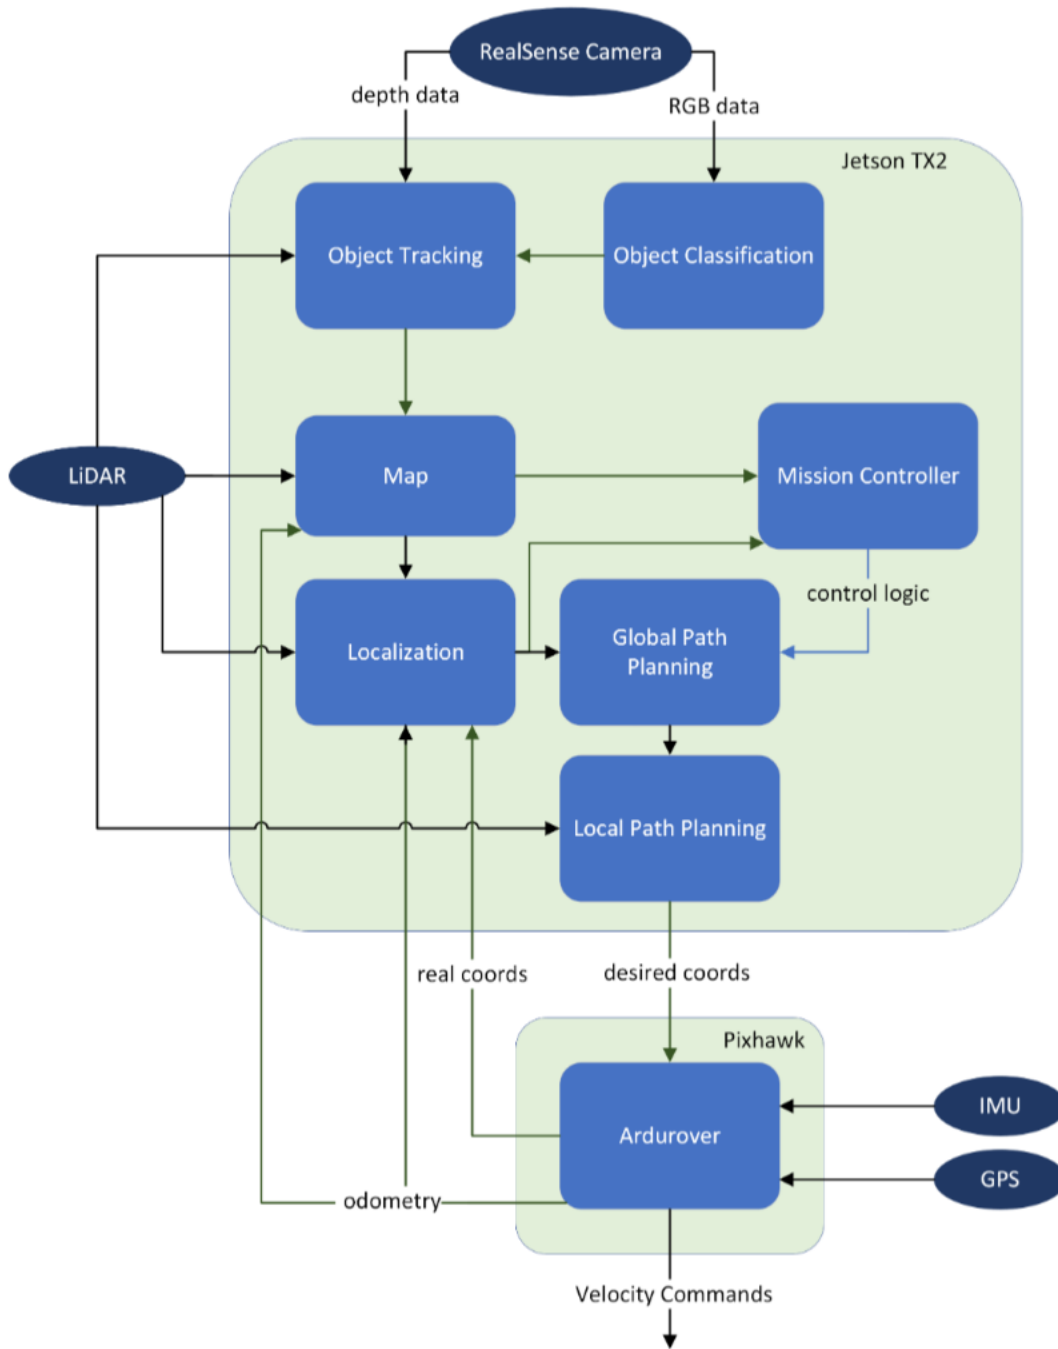 RealSense Camera
depth data
RGB data
Jetson TX2
Object Tracking
Object Classification
LiDAR
Map
Mission Controller
control logic
Localization
Global Path
Planning
Local Path Planning
real coords
desired coords
Pixhawk
Ardurover
IMU
GPS
odometry
Velocity Commands